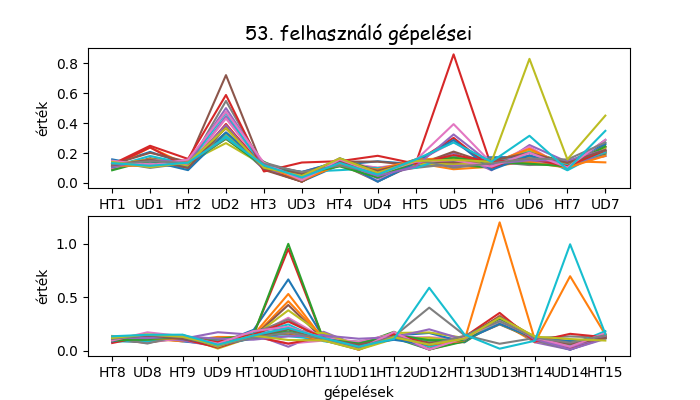 53. felhasználó gépelései
érték
0.8
0.6
0.4
0.2
0.0
HT1 UD1 HT2 UD2 HT3 UD3 HT4 UD4 HT5 UD5 HT6 UD6 HT7 UD7
érték
1.0
0.5
0.0
HT8 UD8 HT9 UD9 HT10 UD10 HT11 UD11 HT12 UD12 HT13 UD13 HT14 UD14 HT15
gépelések